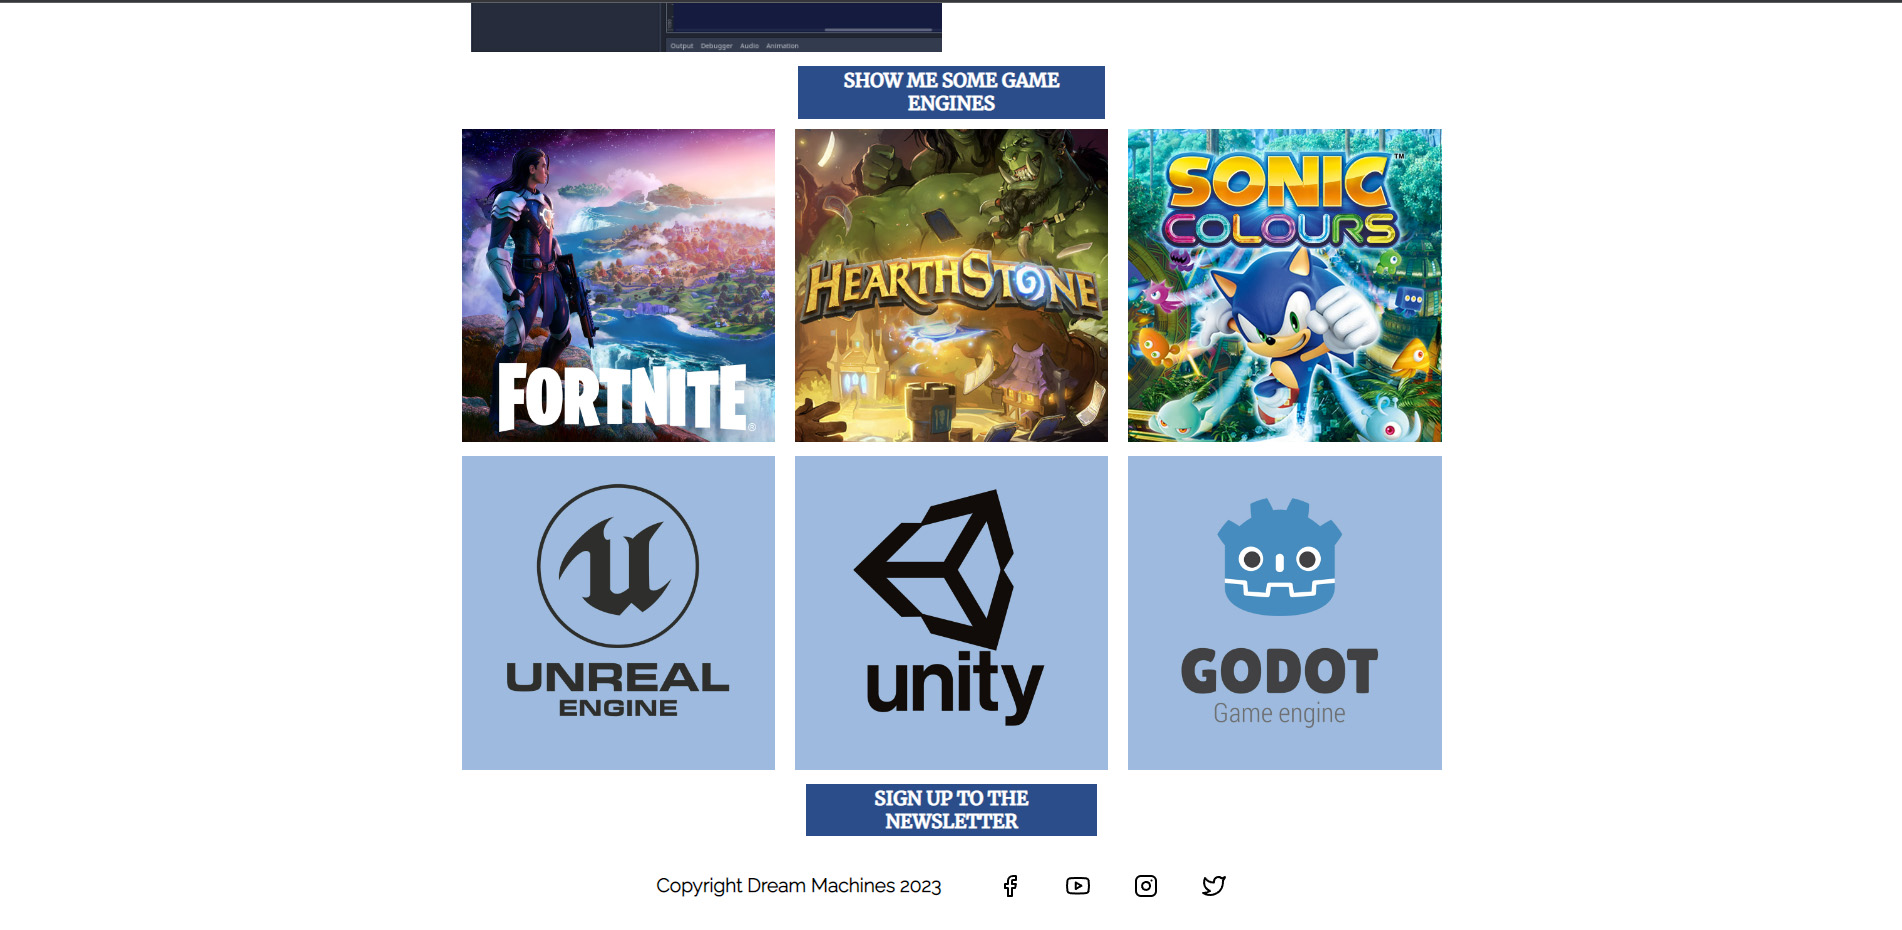 Output Debugger Audio Animation
SHOW ME SOME GAME
ENGINES
FORTNITE
HEARTHSTONE
SONIC™
COLOURS
UNREAL
ENGINE
unity
GODOT
Game engine
SIGN UP TO THE
NEWSLETTER
Copyright Dream Machines 2023